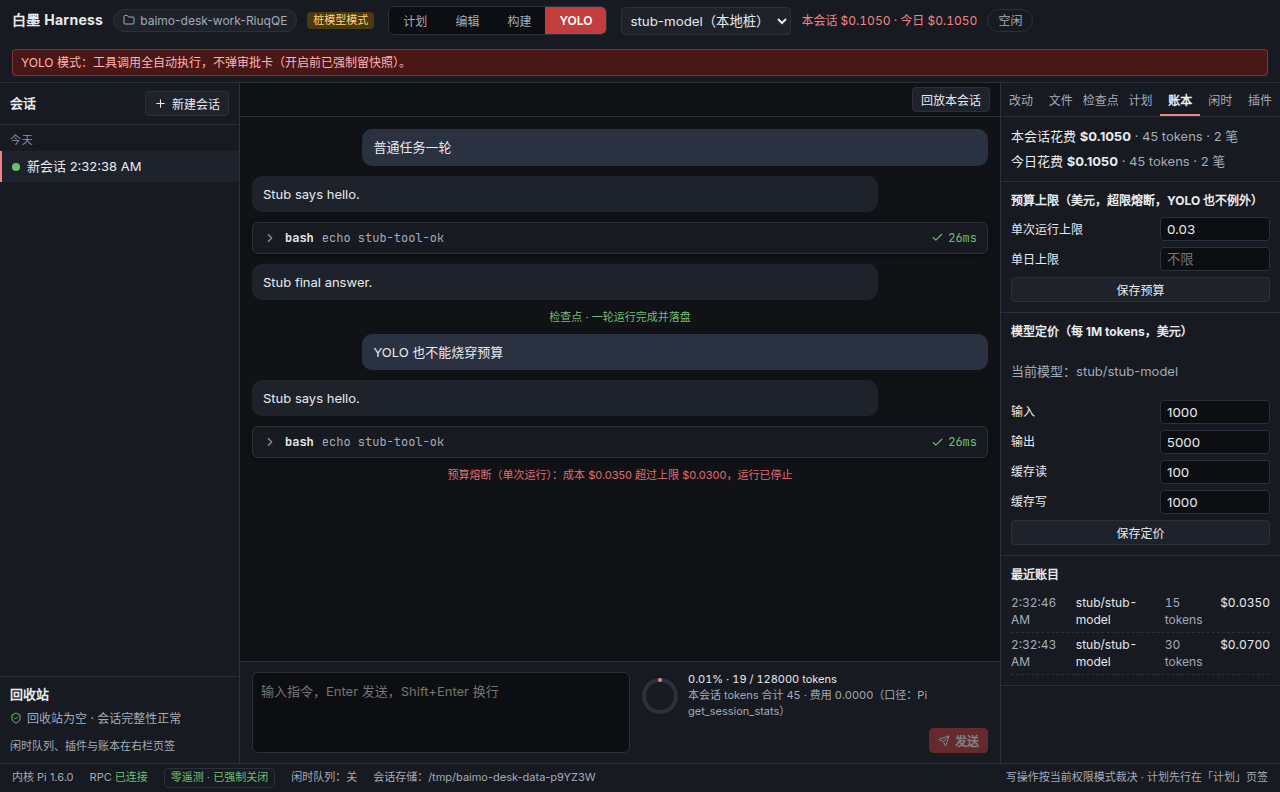 白墨 Harness
baimo-desk-work-RiuqQE
桩模型模式
计划
编辑
构建
YOLO
stub-model（本地桩）
本会话 $0.1050 · 今日 $0.1050
空闲
YOLO 模式：工具调用全自动执行，不弹审批卡（开启前已强制留快照）。
会话
新建会话
今天
新会话 2:32:38 AM
回放本会话
普通任务一轮
Stub says hello.
bash echo stub-tool-ok
26ms
Stub final answer.
检查点 · 一轮运行完成并落盘
YOLO 也不能烧穿预算
Stub says hello.
bash echo stub-tool-ok
26ms
预算熔断（单次运行）：成本 $0.0350 超过上限 $0.0300，运行已停止
改动
文件
检查点
计划
账本
闲时
插件
本会话花费 $0.1050 · 45 tokens · 2 笔
今日花费 $0.1050 · 45 tokens · 2 笔
预算上限（美元，超限熔断，YOLO 也不例外）
单次运行上限
0.03
单日上限
不限
保存预算
模型定价（每 1M tokens，美元）
当前模型：stub/stub-model
输入
1000
输出
5000
缓存读
100
缓存写
1000
保存定价
最近账目
2:32:46 AM
stub/stub-model
15 tokens
$0.0350
2:32:43 AM
stub/stub-model
30 tokens
$0.0700
回收站
回收站为空 · 会话完整性正常
闲时队列、插件与账本在右栏页签
输入指令，Enter 发送，Shift+Enter 换行
0.01% · 19 / 128000 tokens
本会话 tokens 合计 45 · 费用 0.0000（口径：Pi
get_session_stats）
发送
内核 Pi 1.6.0
RPC 已连接
零遥测 · 已强制关闭
闲时队列：关
会话存储：/tmp/baimo-desk-data-p9YZ3W
写操作按当前权限模式裁决 · 计划先行在「计划」页签